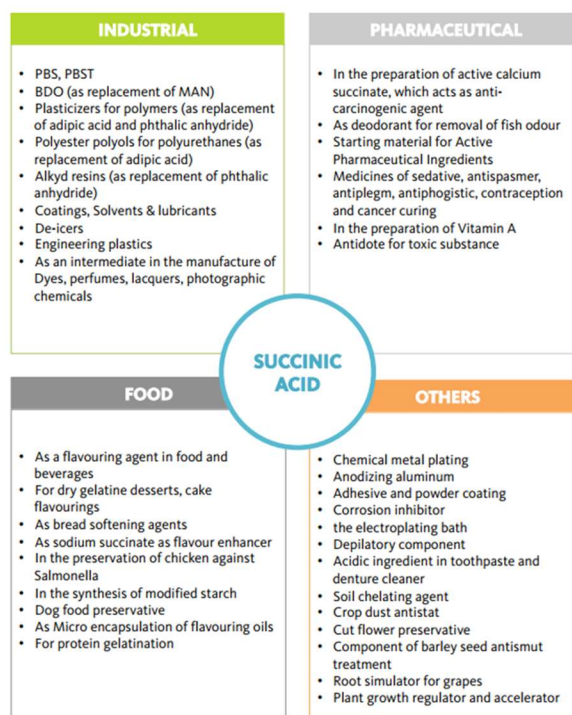 INDUSTRIAL
• PBS, PBST
• BDO (as replacement of MAN)
• Plasticizers for polymers (as replacement
of adipic acid and phthalic anhydride)
• Polyester polyols for polyurethanes (as
replacement of adipic acid)
• Alkyd resins (as replacement of phthalic
anhydride)
• Coatings, Solvents & lubricants
• De-icers
• Engineering plastics
• As an intermediate in the manufacture of
Dyes, perfumes, lacquers, photographic
chemicals
PHARMACEUTICAL
• In the preparation of active calcium
succinate, which acts as anti-
carcinogenic agent
• As deodorant for removal of fish odour
• Starting material for Active
Pharmaceutical Ingredients
• Medicines of sedative, antispasmer,
antiplegm, antiphogistic, contraception
and cancer curing
• In the preparation of Vitamin A
• Antidote for toxic substance
SUCCINIC
ACID
FOOD
• As a flavouring agent in food and
beverages
• For dry gelatine desserts, cake
flavourings
• As bread softening agents
• As sodium succinate as flavour enhancer
• In the preservation of chicken against
Salmonella
• In the synthesis of modified starch
• Dog food preservative
• As Micro encapsulation of flavouring oils
• For protein gelatination
OTHERS
• Chemical metal plating
• Anodizing aluminum
• Adhesive and powder coating
• Corrosion inhibitor
• the electroplating bath
• Depilatory component
• Acidic ingredient in toothpaste and
denture cleaner
• Soil chelating agent
• Crop dust antistat
• Cut flower preservative
• Component of barley seed antismut
treatment
• Root simulator for grapes
• Plant growth regulator and accelerator